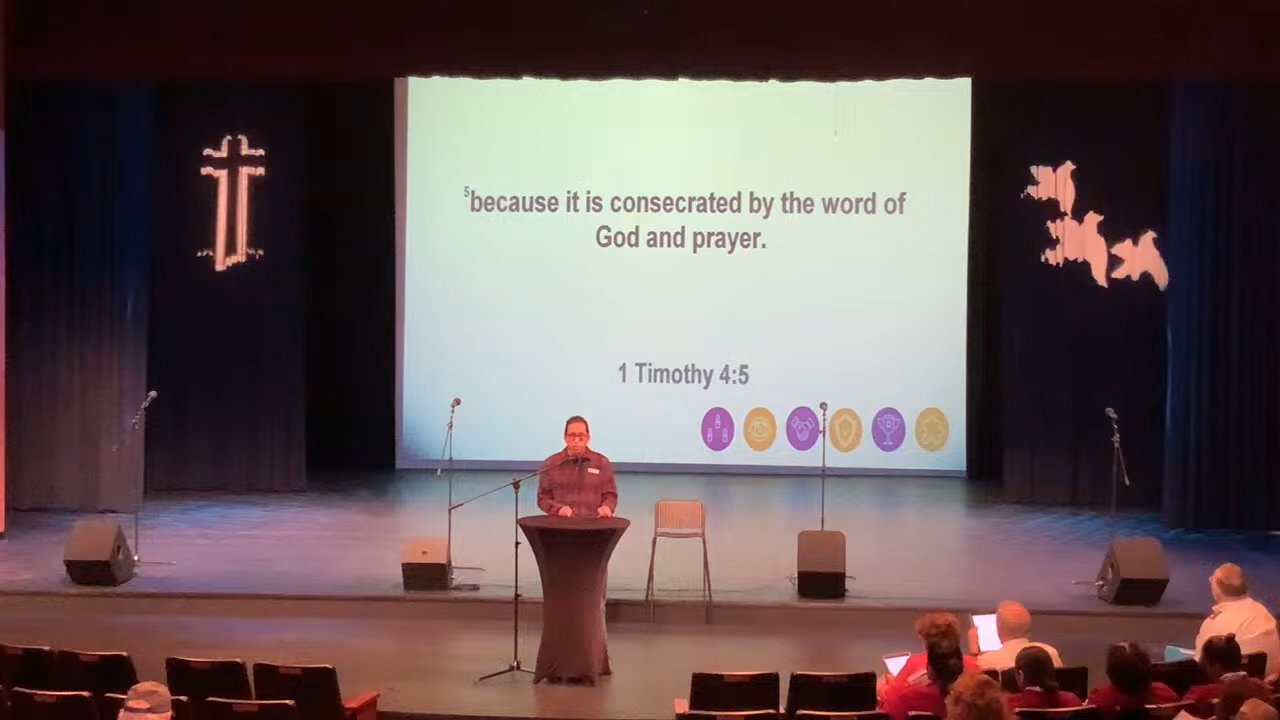 ⁵because it is consecrated by the word of
God and prayer.
1 Timothy 4:5